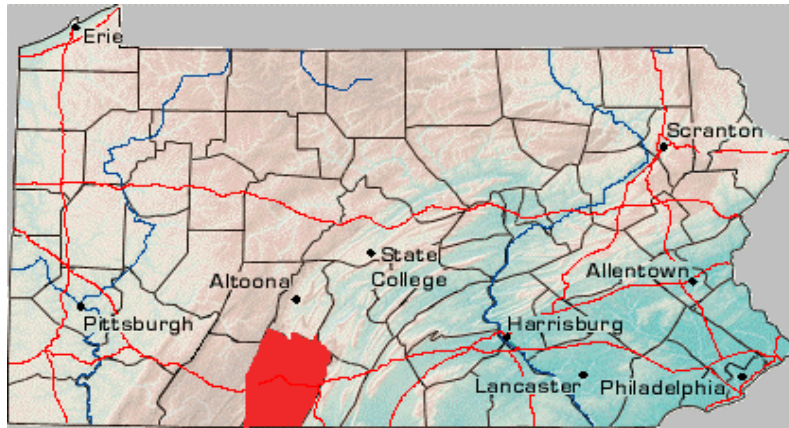 Erie
Scranton
State
College
Altoona
Allentown
Pittsburgh
Harrisburg
Lancaster
Philadelphia